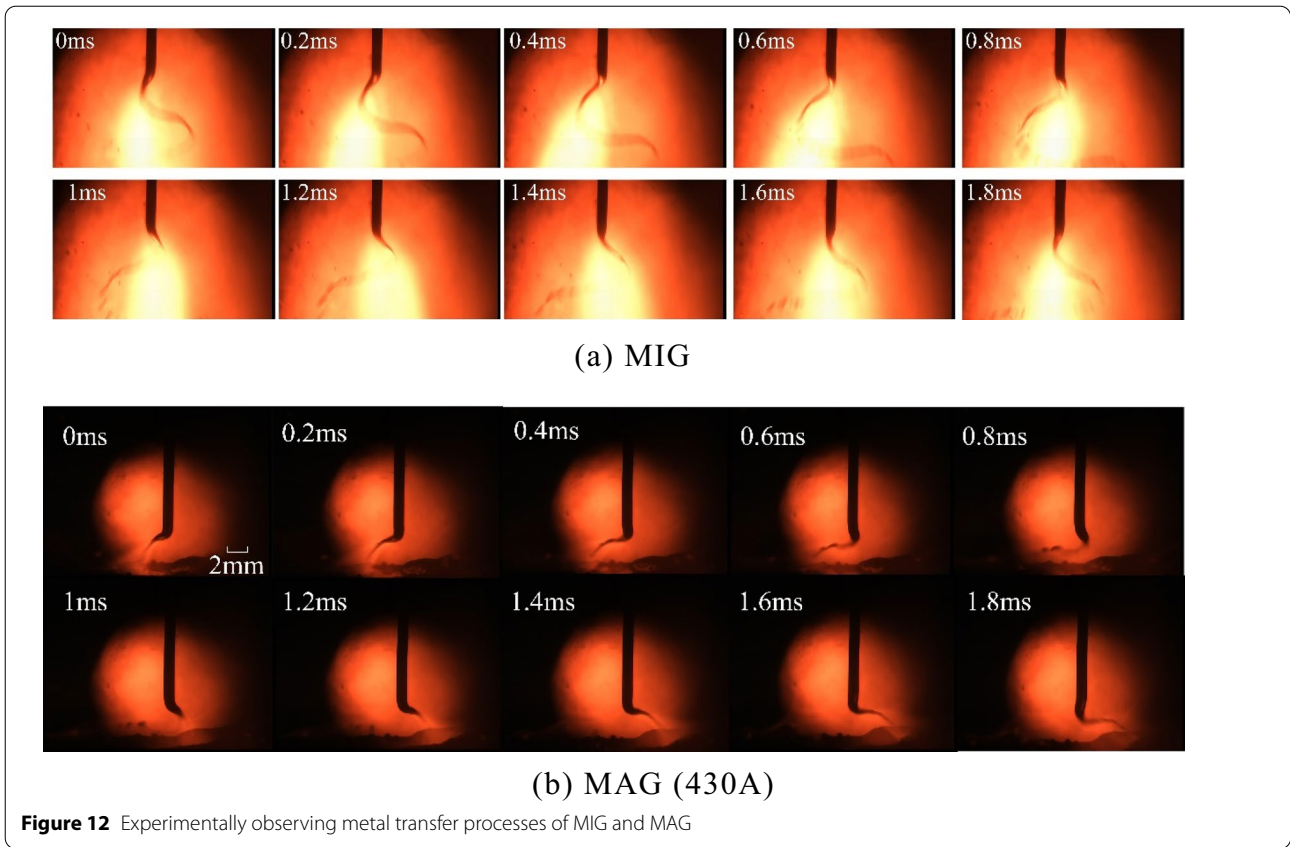 0ms 0.2ms 0.4ms 0.6ms 0.8ms
1ms 1.2ms 1.4ms 1.6ms 1.8ms
(a) MIG
0ms 0.2ms 0.4ms 0.6ms 0.8ms
2mm
1ms 1.2ms 1.4ms 1.6ms 1.8ms
(b) MAG (430A)
Figure 12 Experimentally observing metal transfer processes of MIG and MAG